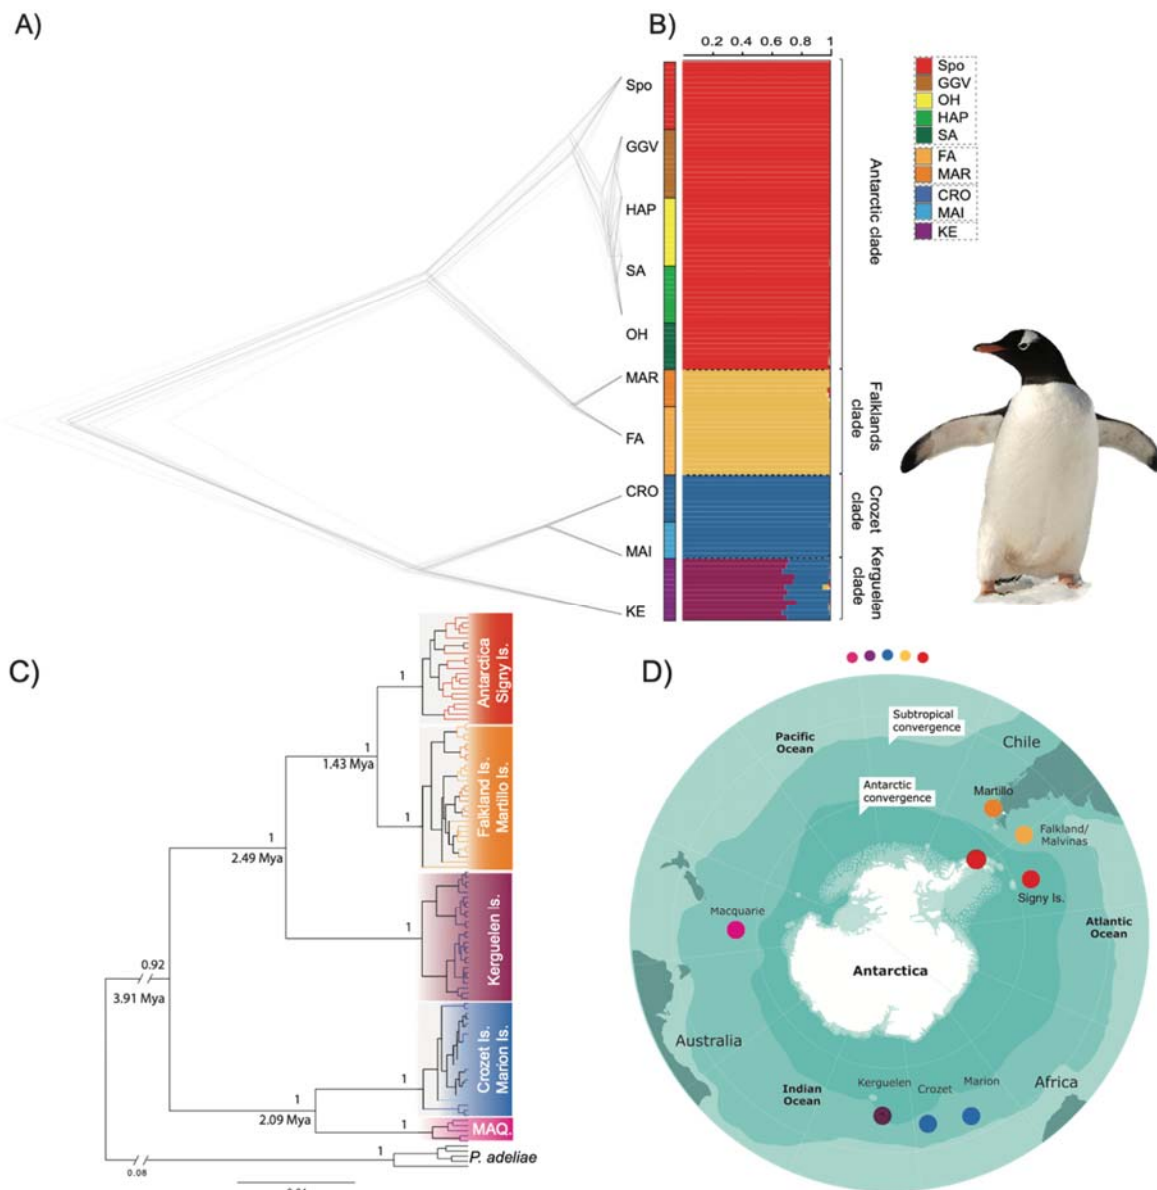 A)
B)
0.2 0.4 0.6 0.8 1
Spo
GGV
HAP
SA
OH
MAR
FA
CRO
MAI
KE
Antarctic clade
Falklands
clade
Crozet
clade
Kerguelen
clade
Spo
GGV
OH
HAP
SA
FA
MAR
CRO
MAI
KE
C)
1
1
1.43 Mya
1
1
2.49 Mya
1
0.92
3.91 Mya
1
1
2.09 Mya
1
1
0.08
Antarctica
Signy Is.
Falkland Is.
Martillo Is.
Kerguelen Is.
Crozet Is.
Marion Is.
MAQ.
P. adeliae
D)
Subtropical
convergence
Pacific
Ocean
Chile
Antarctic
convergence
Martillo
Falkland/
Malvinas
Signy Is.
Macquarie
Atlantic
Ocean
Antarctica
Australia
Indian
Ocean
Kerguelen
Crozet
Marion
Africa